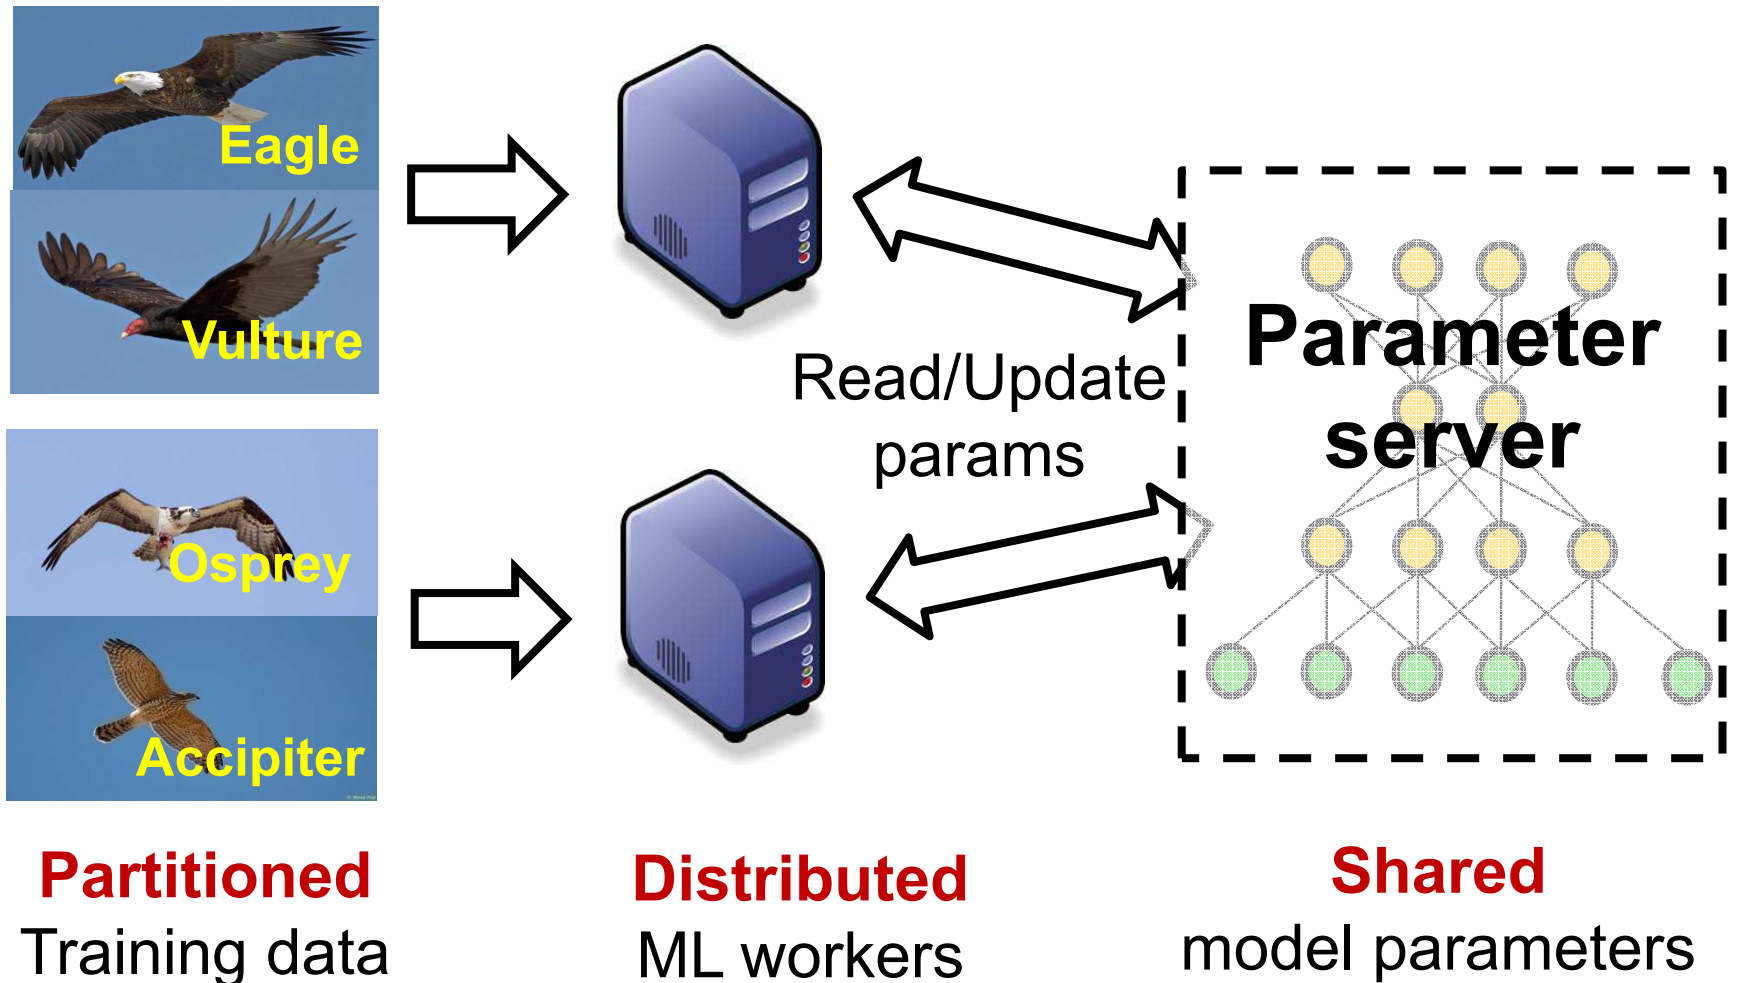 Eagle
Vulture
Osprey
Accipiter
Read/Update
params
Parameter
server
Partitioned
Training data
Distributed
ML workers
Shared
model parameters